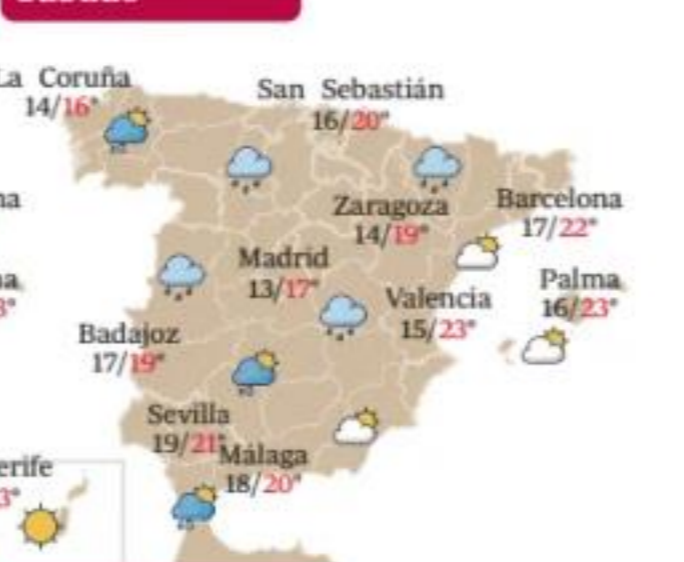 La Coruña
14/16°
San Sebastián
16/20°
Zaragoza
14/19°
Barcelona
17/22°
Madrid
13/17°
Valencia
15/23°
Palma
16/23°
Badajoz
17/19°
Sevilla
19/21°
Málaga
18/20°